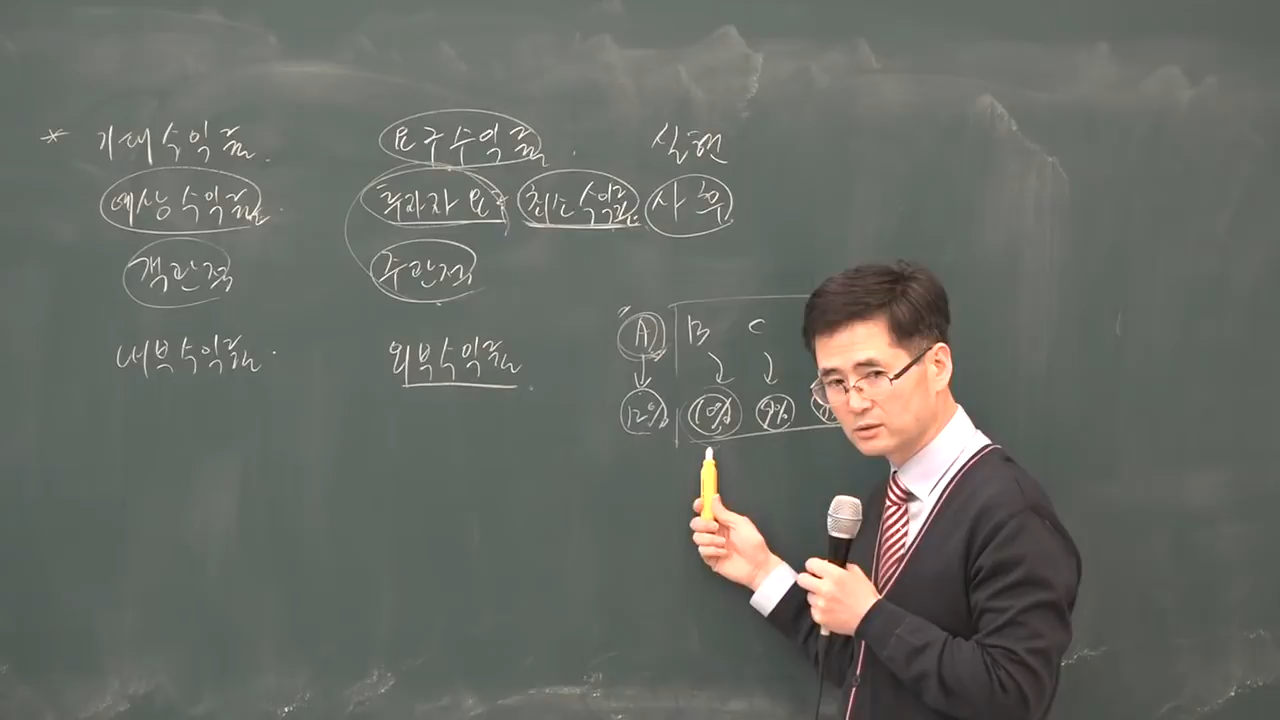 * 기대수익률. 요구수익률. 실현
예상수익률. 투자자 요구 최소수익률 사후
객관적 주관적
내부수익률. 외부수익률.
A B C
12% 10% 9% 8%